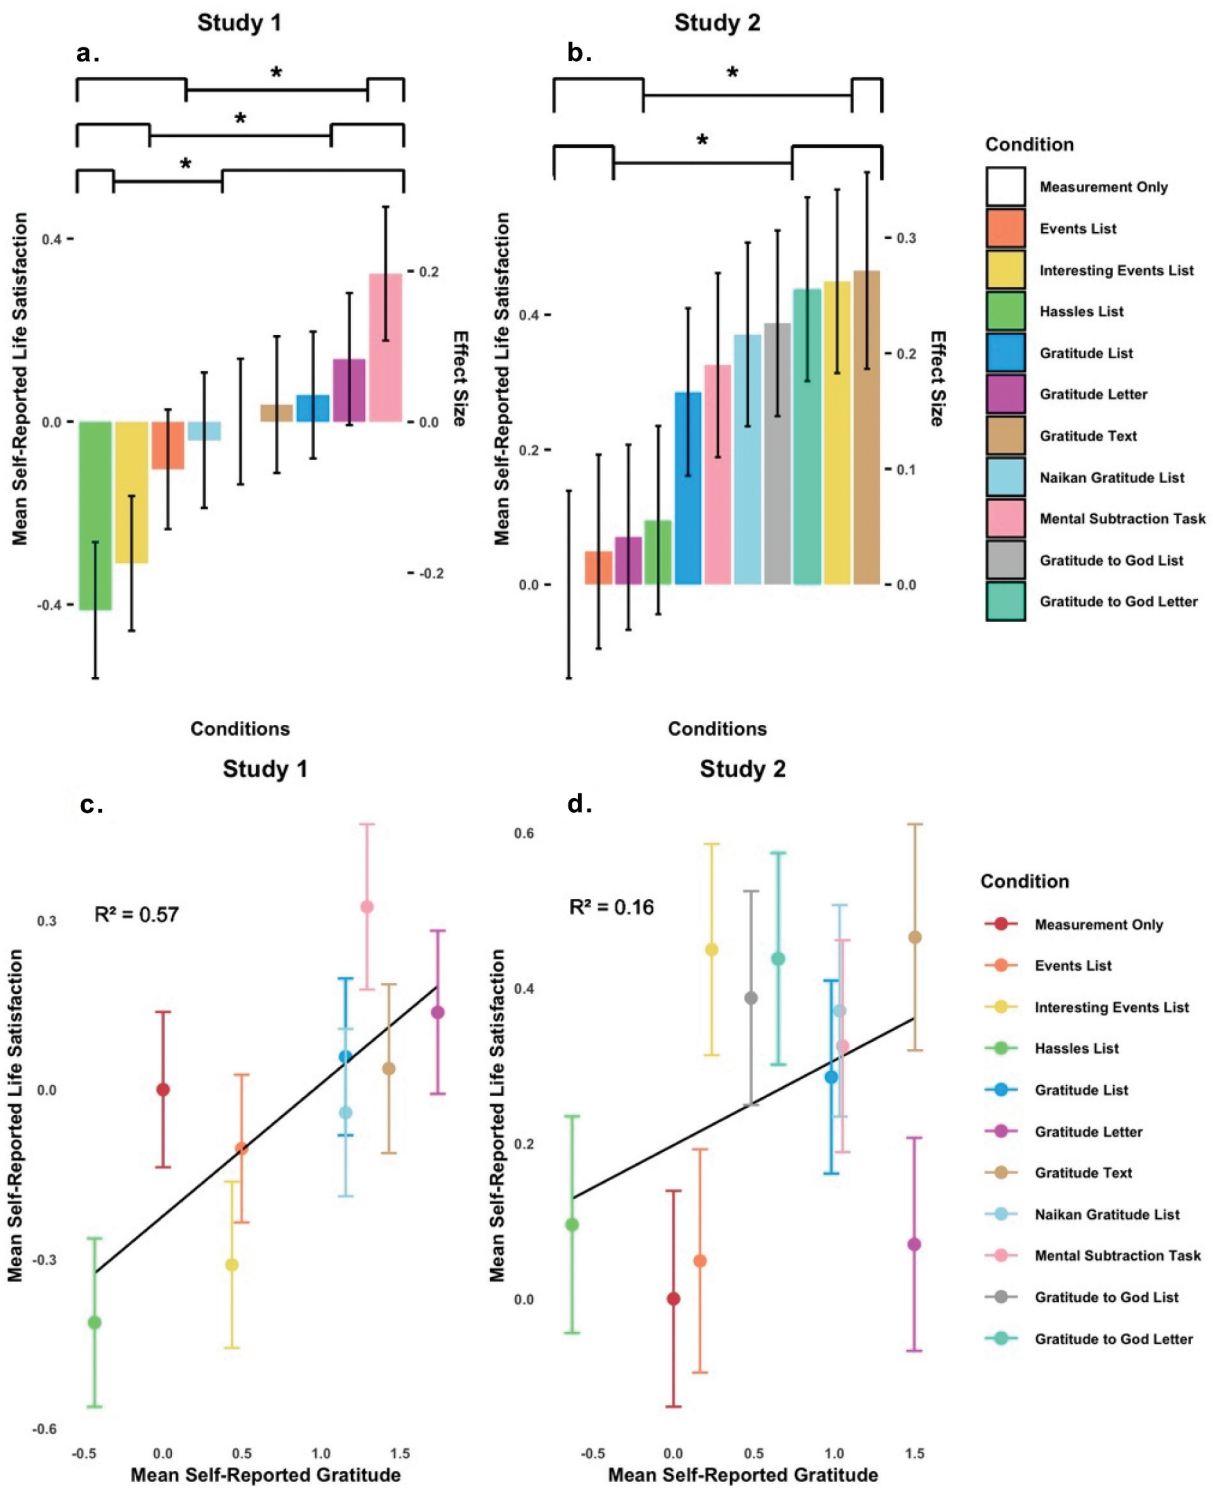 Study 1
a.
*
*
*
Mean Self-Reported Life Satisfaction
0.4
0.0
-0.4
0.2
0.0
-0.2
Effect Size
Conditions
Study 2
b.
*
*
Mean Self-Reported Life Satisfaction
0.4
0.2
0.0
0.3
0.2
0.1
0.0
Effect Size
Conditions
Condition
Measurement Only
Events List
Interesting Events List
Hassles List
Gratitude List
Gratitude Letter
Gratitude Text
Naikan Gratitude List
Mental Subtraction Task
Gratitude to God List
Gratitude to God Letter
Study 1
c.
R² = 0.57
Mean Self-Reported Life Satisfaction
0.3
0.0
-0.3
-0.6
-0.5 0.0 0.5 1.0 1.5
Mean Self-Reported Gratitude
Study 2
d.
R² = 0.16
Mean Self-Reported Life Satisfaction
0.6
0.4
0.2
0.0
-0.5 0.0 0.5 1.0 1.5
Mean Self-Reported Gratitude
Condition
Measurement Only
Events List
Interesting Events List
Hassles List
Gratitude List
Gratitude Letter
Gratitude Text
Naikan Gratitude List
Mental Subtraction Task
Gratitude to God List
Gratitude to God Letter